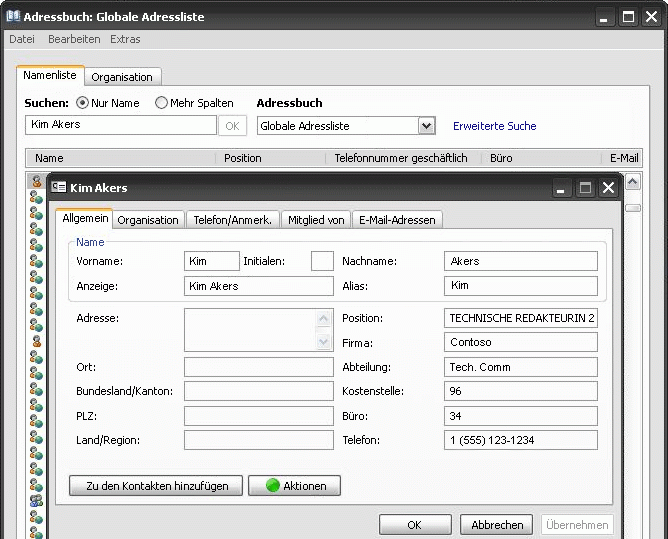 Adressbuch: Globale Adressliste
Datei Bearbeiten Extras
Namenliste Organisation
Suchen: Nur Name Mehr Spalten Adressbuch
Kim Akers OK Globale Adressliste Erweiterte Suche
Name Position Telefonnummer geschäftlich Büro E-Mail
Kim Akers
Allgemein Organisation Telefon/Anmerk. Mitglied von E-Mail-Adressen
Name
Vorname: Kim Initialen: Nachname: Akers
Anzeige: Kim Akers Alias: Kim
Adresse: Position: TECHNISCHE REDAKTEURIN 2
Firma: Contoso
Ort: Abteilung: Tech. Comm
Bundesland/Kanton: Kostenstelle: 96
PLZ: Büro: 34
Land/Region: Telefon: 1 (555) 123-1234
Zu den Kontakten hinzufügen Aktionen
OK Abbrechen Übernehmen